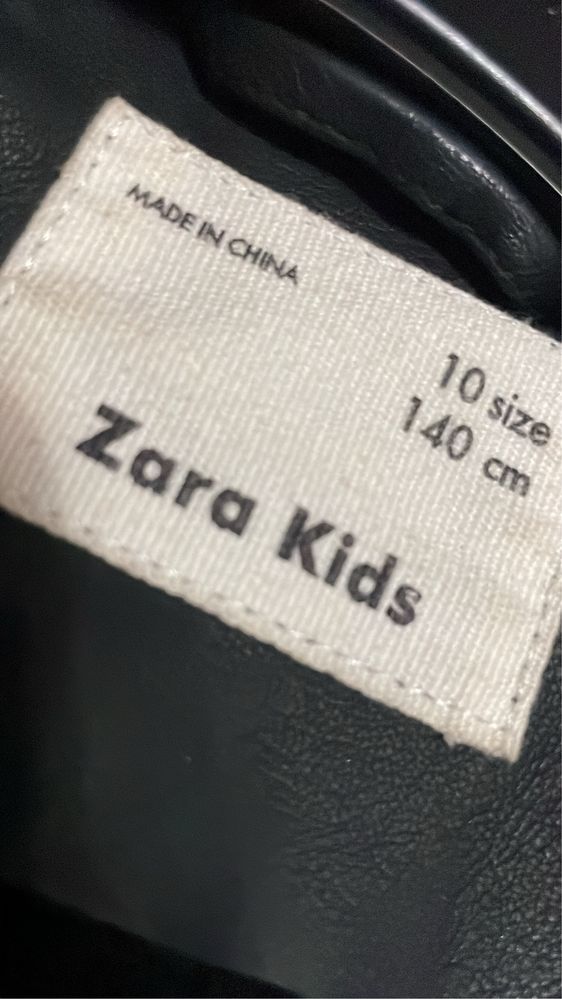 MADE IN CHINA
10 size
140 cm
Zara Kids